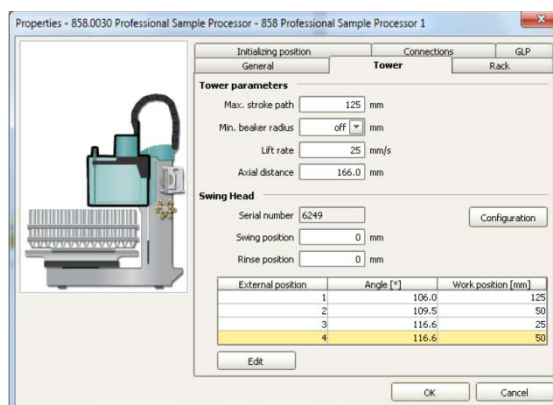 Properties - 858.0030 Professional Sample Processor - 858 Professional Sample Processor 1
Initializing position Connections GLP
General Tower Rack
Tower parameters
Max. stroke path 125 mm
Min. beaker radius off mm
Lift rate 25 mm/s
Axial distance 166.0 mm
Swing Head
Serial number 6249 Configuration
Swing position 0 mm
Rinse position 0 mm
External position Angle [°] Work position [mm]
1 106.0 125
2 109.5 50
3 116.6 25
4 116.6 50
Edit
OK Cancel